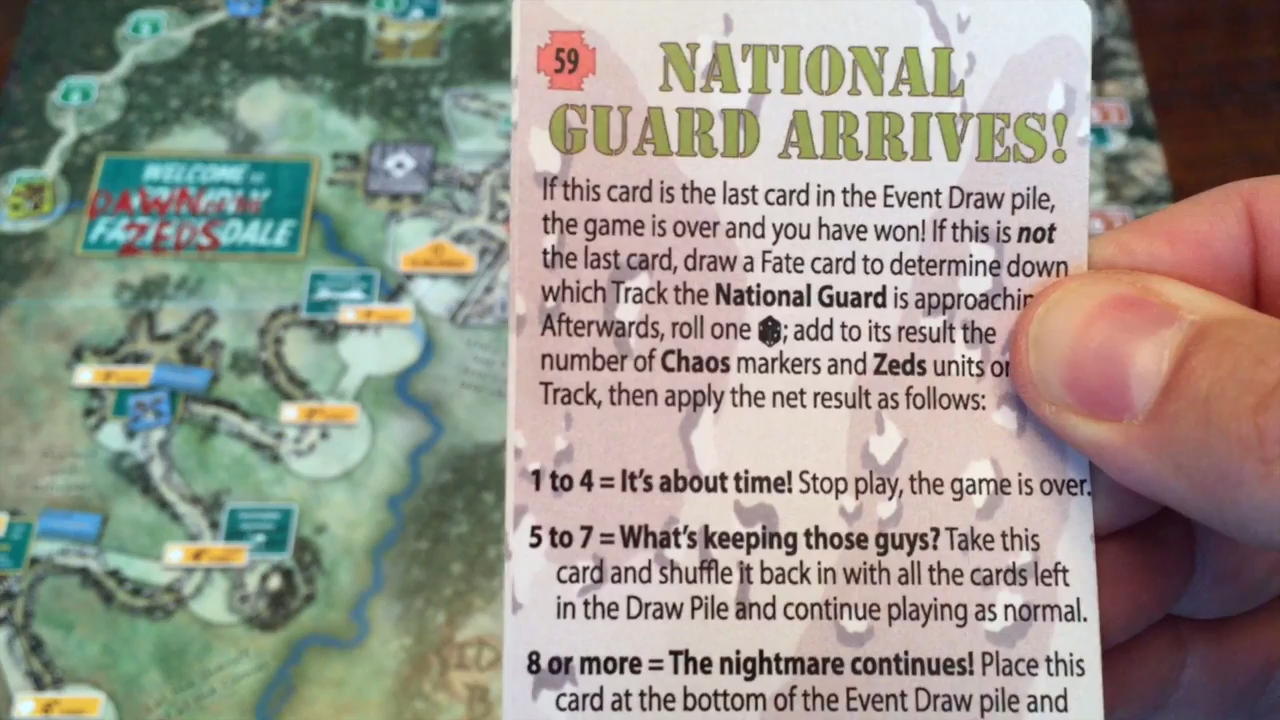 59
NATIONAL
GUARD ARRIVES!
If this card is the last card in the Event Draw pile,
the game is over and you have won! If this is not
the last card, draw a Fate card to determine down
which Track the National Guard is
Afterwards, roll one ; add to its result the
number of Chaos markers and Zeds units
Track, then apply the net result as follows:
1 to 4 = It's about time! Stop play, the game is over.
5 to 7 = What's keeping those guys? Take this
card and shuffle it back in with all the cards left
in the Draw Pile and continue playing as normal.
8 or more = The nightmare continues! Place this
card at the bottom of the Event Draw pile and
WELCOME
DAWN OF THE
ZEDS
DALE